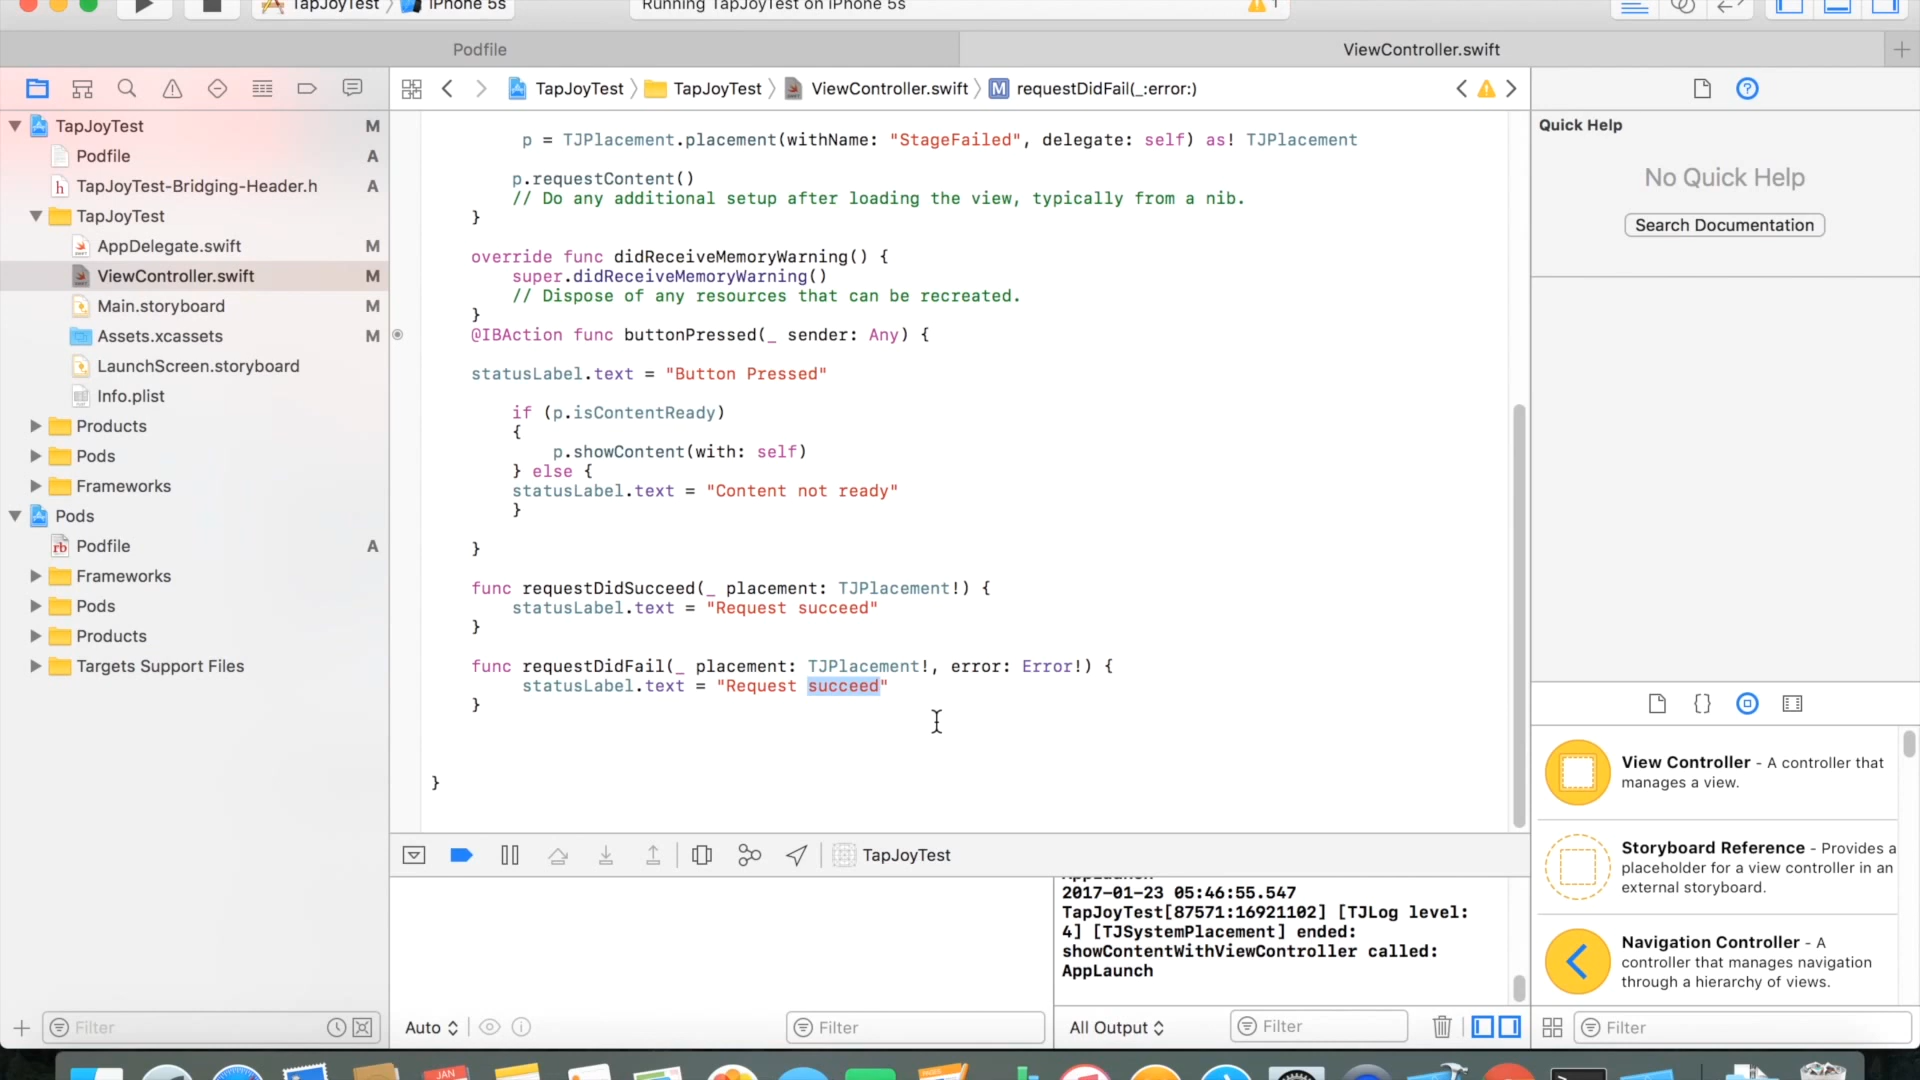 TapJoyTest 〉 iPhone 5s
Running TapJoyTest on iPhone 5s
1
Podfile
ViewController.swift
TapJoyTest 〉 TapJoyTest 〉 ViewController.swift 〉 M requestDidFail(_:error:)
TapJoyTest M
Podfile A
h TapJoyTest-Bridging-Header.h A
TapJoyTest
AppDelegate.swift M
ViewController.swift M
Main.storyboard M
Assets.xcassets M
LaunchScreen.storyboard
Info.plist
Products
Pods
Frameworks
Pods
rb Podfile A
Frameworks
Pods
Products
Targets Support Files
Filter
p = TJPlacement.placement(withName: "StageFailed", delegate: self) as! TJPlacement
p.requestContent()
// Do any additional setup after loading the view, typically from a nib.
}
override func didReceiveMemoryWarning() {
super.didReceiveMemoryWarning()
// Dispose of any resources that can be recreated.
}
@IBAction func buttonPressed(_ sender: Any) {
statusLabel.text = "Button Pressed"
if (p.isContentReady)
{
p.showContent(with: self)
} else {
statusLabel.text = "Content not ready"
}
}
func requestDidSucceed(_ placement: TJPlacement!) {
statusLabel.text = "Request succeed"
}
func requestDidFail(_ placement: TJPlacement!, error: Error!) {
statusLabel.text = "Request succeed"
}
}
TapJoyTest
AppLaunch
2017-01-23 05:46:55.547
TapJoyTest[87571:16921102] [TJLog level:
4] [TJSystemPlacement] ended:
showContentWithViewController called:
AppLaunch
Auto
Filter
All Output
Filter
Quick Help
No Quick Help
Search Documentation
{}
View Controller - A controller that
manages a view.
Storyboard Reference - Provides a
placeholder for a view controller in an
external storyboard.
Navigation Controller - A
controller that manages navigation
through a hierarchy of views.
Filter
JAN